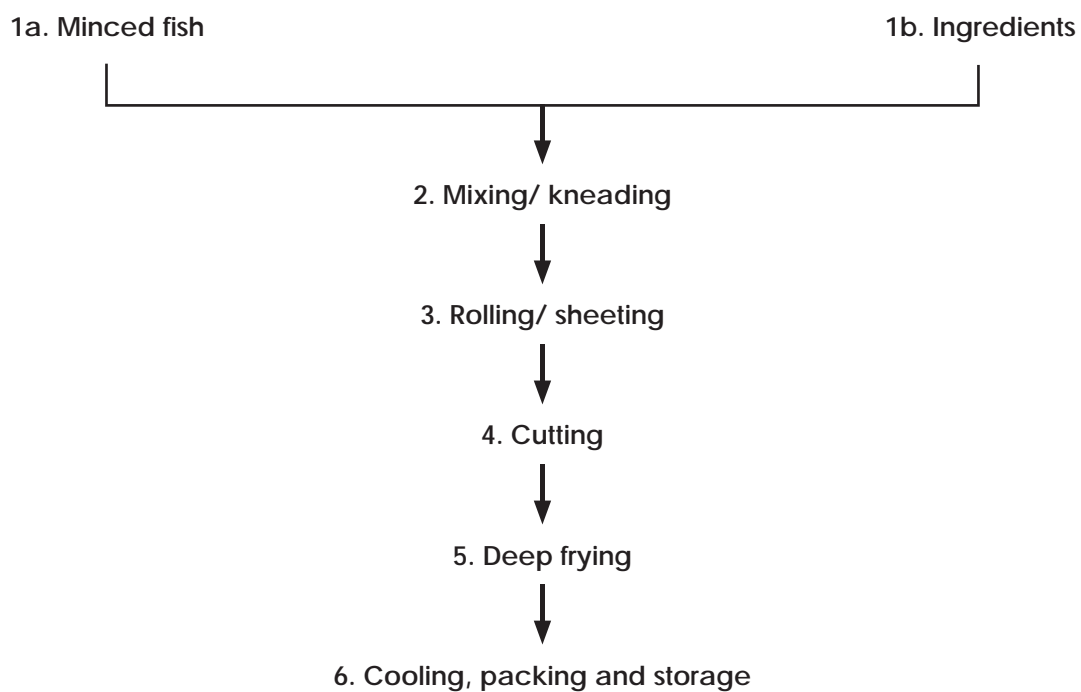 1a. Minced fish
1b. Ingredients
2. Mixing/ kneading
3. Rolling/ sheeting
4. Cutting
5. Deep frying
6. Cooling, packing and storage